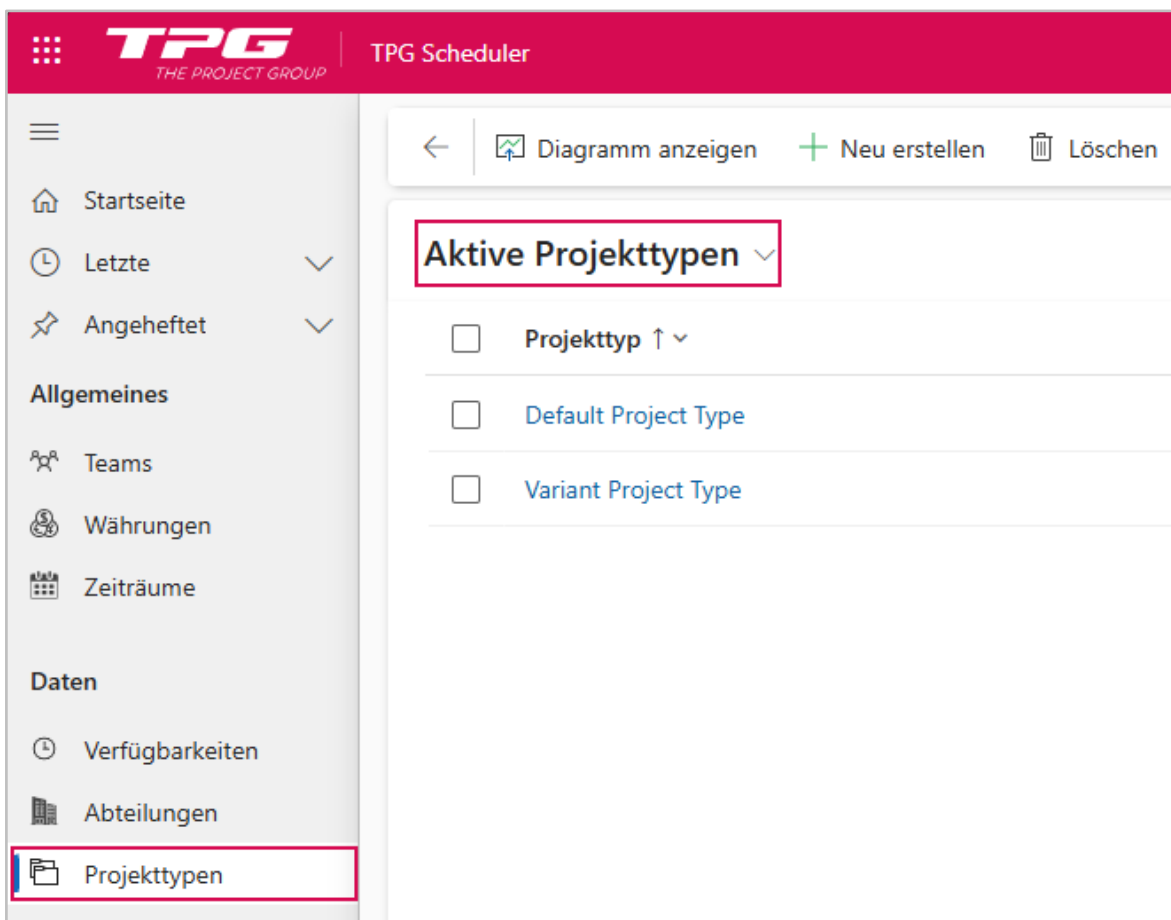 TPG
THE PROJECT GROUP
TPG Scheduler
Startseite
Letzte
Angeheftet
Allgemeines
Teams
Währungen
Zeiträume
Daten
Verfügbarkeiten
Abteilungen
Projekttypen
Diagramm anzeigen Neu erstellen Löschen
Aktive Projekttypen
Projekttyp
Default Project Type
Variant Project Type